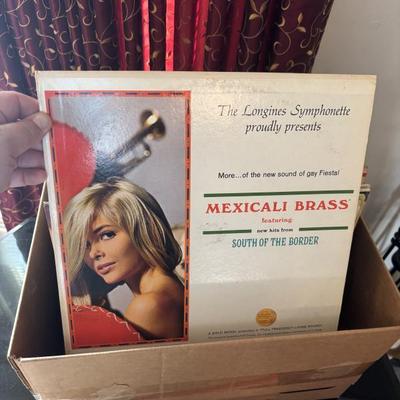 The Longines Symphonette
proudly presents
More...of the new sound of gay Fiesta!
MEXICALI BRASS
featuring
new hits from
SOUTH OF THE BORDER